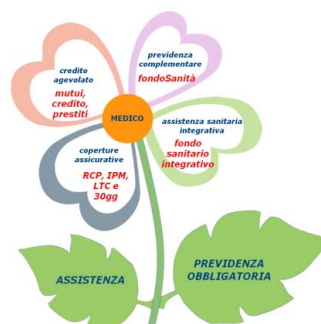 previdenza
complementare
fondoSanità
credito
agevolato
mutui,
credito,
prestiti
MEDICO
assistenza sanitaria
integrativa
fondo
sanitario
integrativo
coperture
assicurative
RCP, IPM,
LTC e
30gg
ASSISTENZA
PREVIDENZA
OBBLIGATORIA